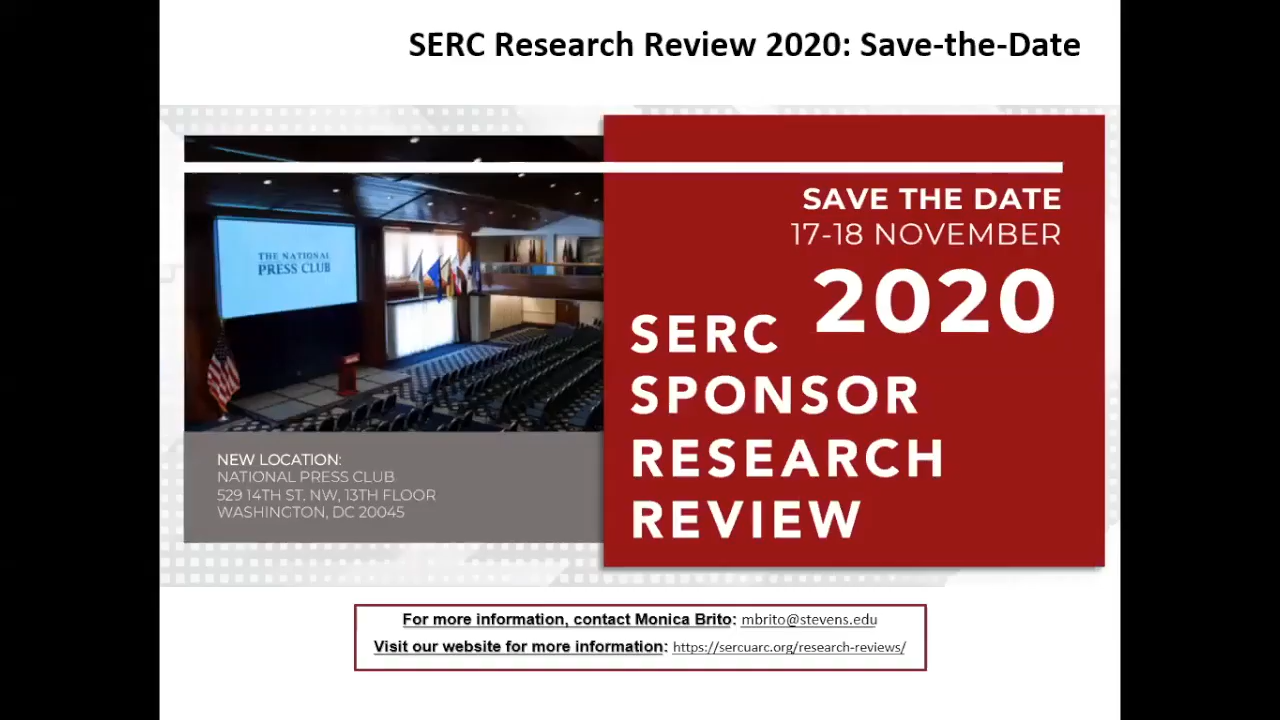 SERC Research Review 2020: Save-the-Date
THE NATIONAL
PRESS CLUB
SAVE THE DATE
17-18 NOVEMBER
2020
SERC
SPONSOR
RESEARCH
REVIEW
NEW LOCATION:
NATIONAL PRESS CLUB
529 14TH ST. NW, 13TH FLOOR
WASHINGTON, DC 20045
For more information, contact Monica Brito: mbrito@stevens.edu
Visit our website for more information: https://sercuarc.org/research-reviews/